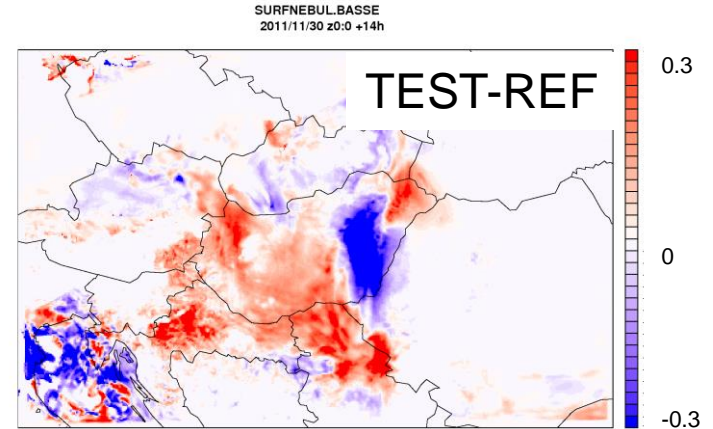 SURFNEBUL.BASSE
2011/11/30 z0:0 +14h
TEST-REF
0.3
0
-0.3